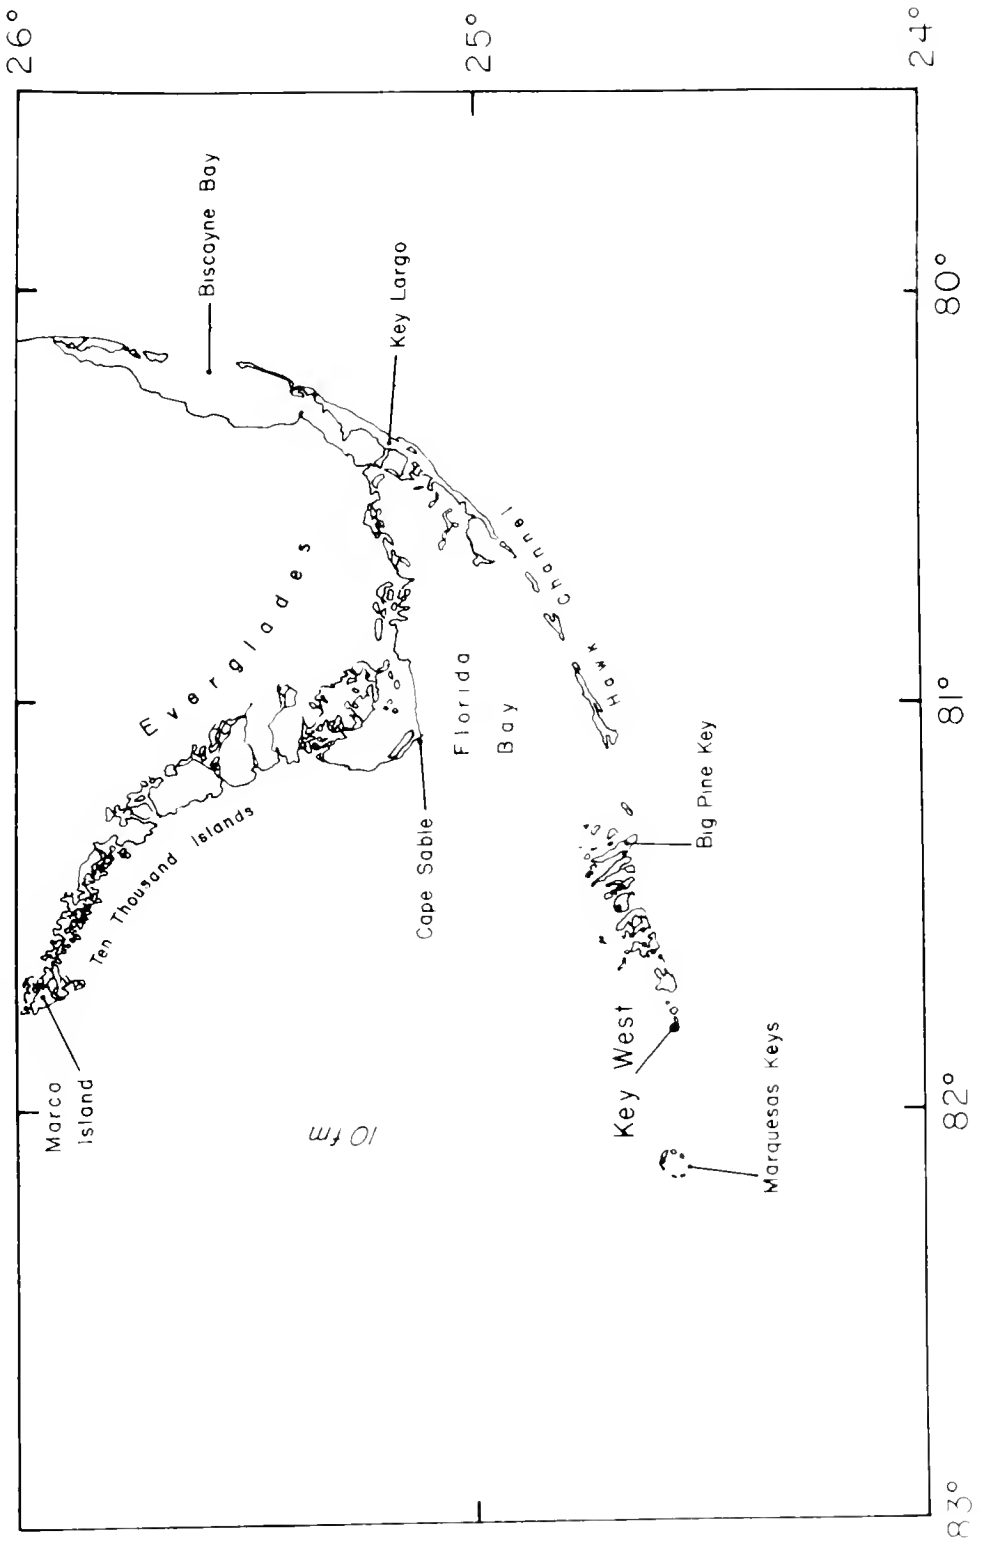 26°
25°
24°
Biscayne Bay
Key Largo
Everglades
Hawk Channel
Florida
Bay
Ten Thousand Islands
Cape Sable
Big Pine Key
Marco
Island
10 fm
Key West
Marquesas Keys
80°
81°
82°
83°